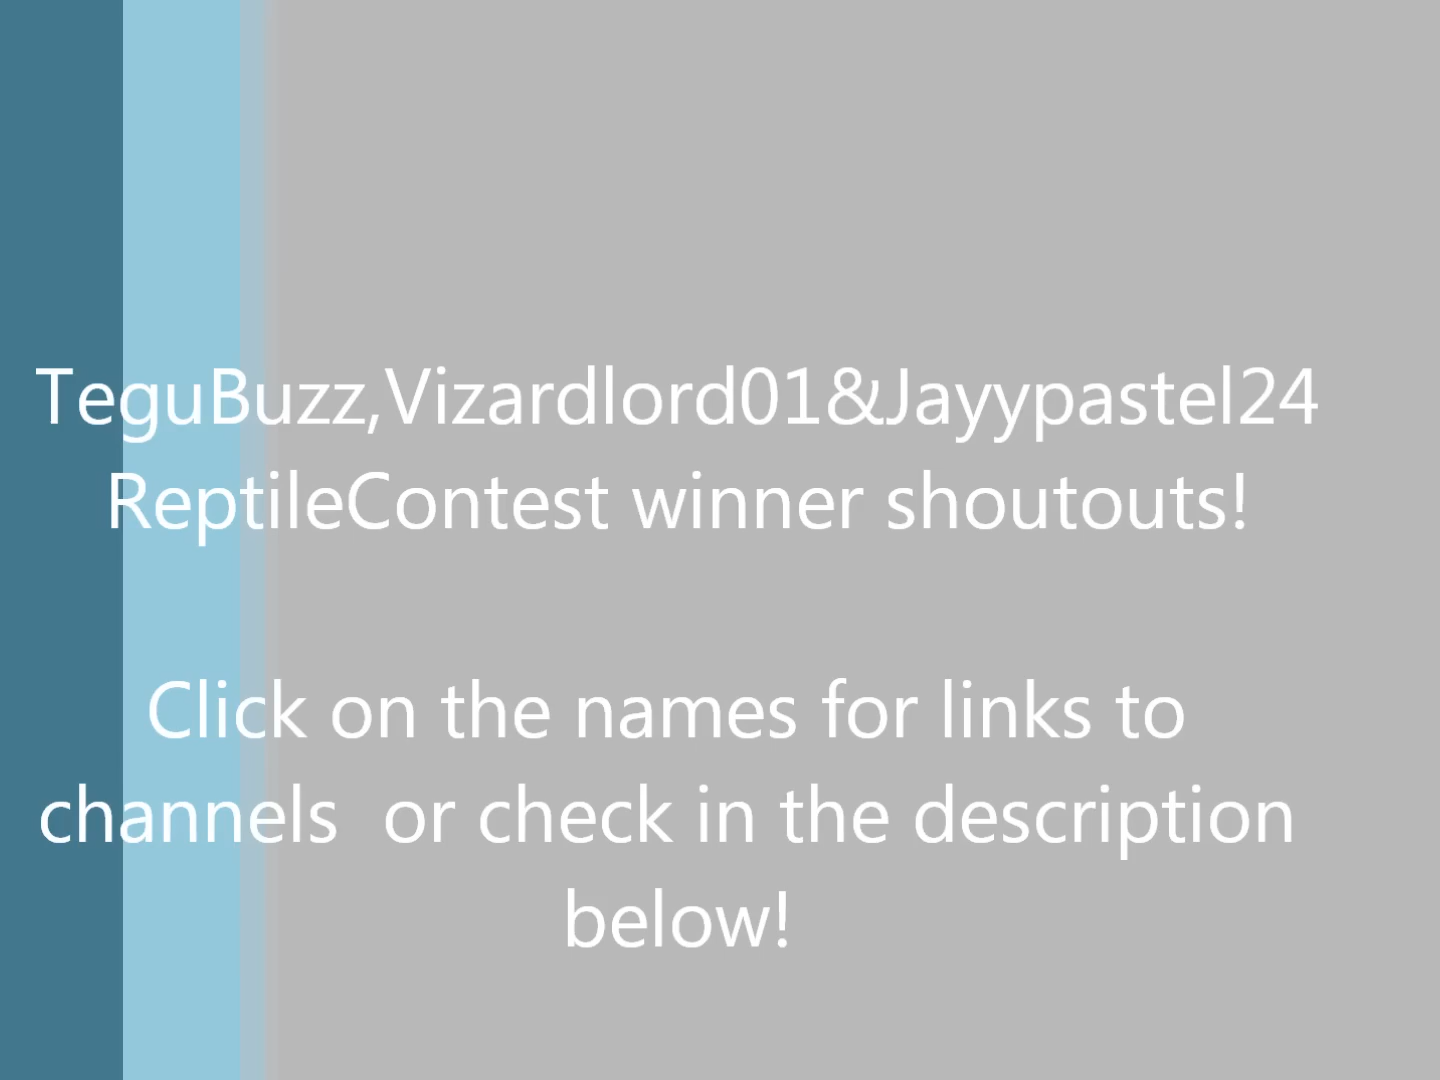 TeguBuzz,Vizardlord01&Jayypastel24
ReptileContest winner shoutouts!
Click on the names for links to
channels  or check in the description
below!